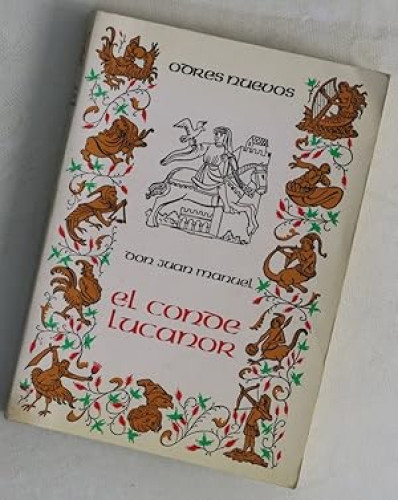 odres nuevos
don juan manuel
el conde
lucanor